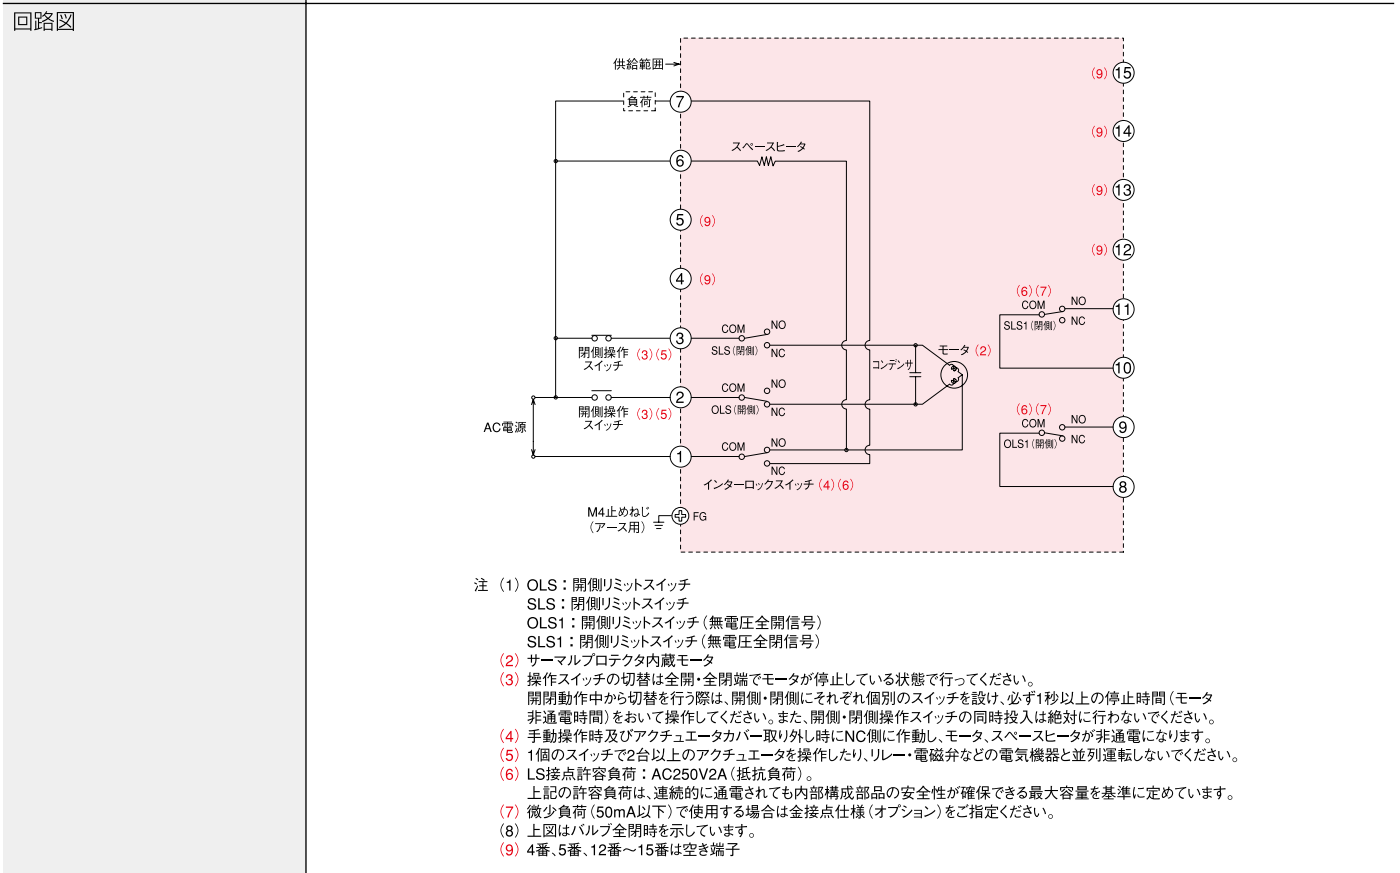 回路図
供給範囲
(9) 15
負荷 7
(9) 14
スペースヒータ
6
(9) 13
5 (9)
(9) 12
4 (9)
(6)(7)
COM NO
11
SLS1(閉側) NC
3 COM NO
SLS(閉側) NC
閉側操作 (3)(5)
スイッチ
モータ (2)
コンデンサ
10
2 COM NO
OLS(開側) NC
開側操作 (3)(5)
スイッチ
(6)(7)
COM NO
9
OLS1(開側) NC
AC電源
1 COM NO
NC
インターロックスイッチ (4)(6)
8
M4止めねじ
(アース用)
FG
注 (1) OLS:開側リミットスイッチ
SLS:閉側リミットスイッチ
OLS1:開側リミットスイッチ(無電圧全開信号)
SLS1:閉側リミットスイッチ(無電圧全閉信号)
(2) サーマルプロテクタ内蔵モータ
(3) 操作スイッチの切替は全開・全閉端でモータが停止している状態で行ってください。
開閉動作中から切替を行う際は、開側・閉側にそれぞれ個別のスイッチを設け、必ず1秒以上の停止時間(モータ
非通電時間)をおいて操作してください。また、開側・閉側操作スイッチの同時投入は絶対に行わないでください。
(4) 手動操作時及びアクチュエータカバー取り外し時にNC側に作動し、モータ、スペースヒータが非通電になります。
(5) 1個のスイッチで2台以上のアクチュエータを操作したり、リレー・電磁弁などの電気機器と並列運転しないでください。
(6) LS接点許容負荷:AC250V2A(抵抗負荷)。
上記の許容負荷は、連続的に通電されても内部構成部品の安全性が確保できる最大容量を基準に定めています。
(7) 微少負荷(50mA以下)で使用する場合は金接点仕様(オプション)をご指定ください。
(8) 上図はバルブ全閉時を示しています。
(9) 4番、5番、12番~15番は空き端子